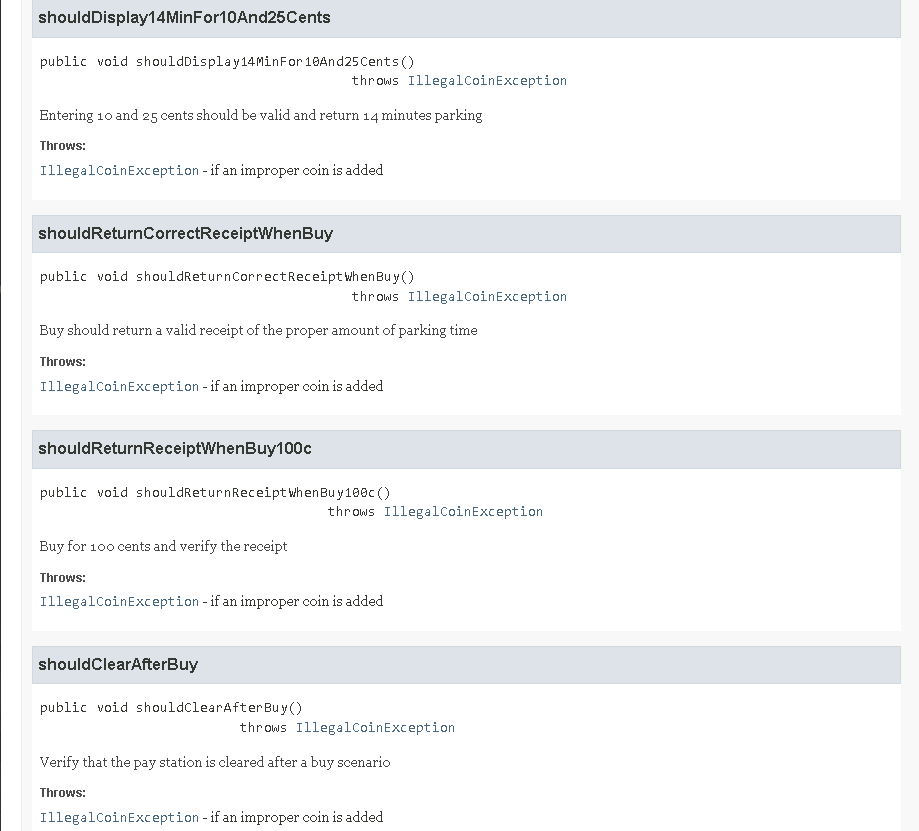 shouldDisplay14MinFor10And25Cents
public void shouldDisplay14MinFor10And25Cents()
throws IllegalCoinException
Entering 10 and 25 cents should be valid and return 14 minutes parking
Throws:
IllegalCoinException - if an improper coin is added
shouldReturnCorrectReceiptWhenBuy
public void shouldReturnCorrectReceiptWhenBuy()
throws IllegalCoinException
Buy should return a valid receipt of the proper amount of parking time
Throws:
IllegalCoinException - if an improper coin is added
shouldReturnReceiptWhenBuy100c
public void shouldReturnReceiptWhenBuy100c()
throws IllegalCoinException
Buy for 100 cents and verify the receipt
Throws:
IllegalCoinException - if an improper coin is added
shouldClearAfterBuy
public void shouldClearAfterBuy()
throws IllegalCoinException
Verify that the pay station is cleared after a buy scenario
Throws:
IllegalCoinException - if an improper coin is added